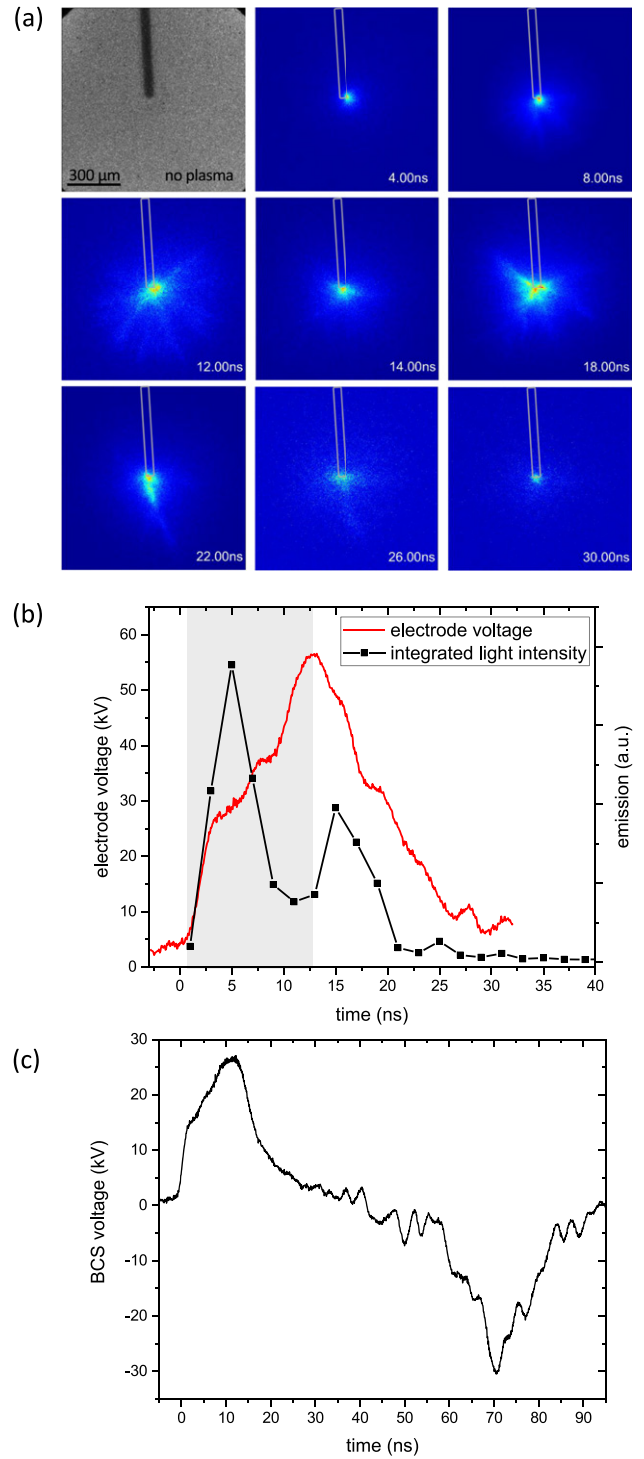 (a)
300 µm
no plasma
4.00ns
8.00ns
12.00ns
14.00ns
18.00ns
22.00ns
26.00ns
30.00ns
(b)
electrode voltage
integrated light intensity
60
50
40
30
20
10
0
electrode voltage (kV)
emission (a.u.)
0 5 10 15 20 25 30 35 40
time (ns)
(c)
30
20
10
0
-10
-20
-30
BCS voltage (kV)
0 10 20 30 40 50 60 70 80 90
time (ns)